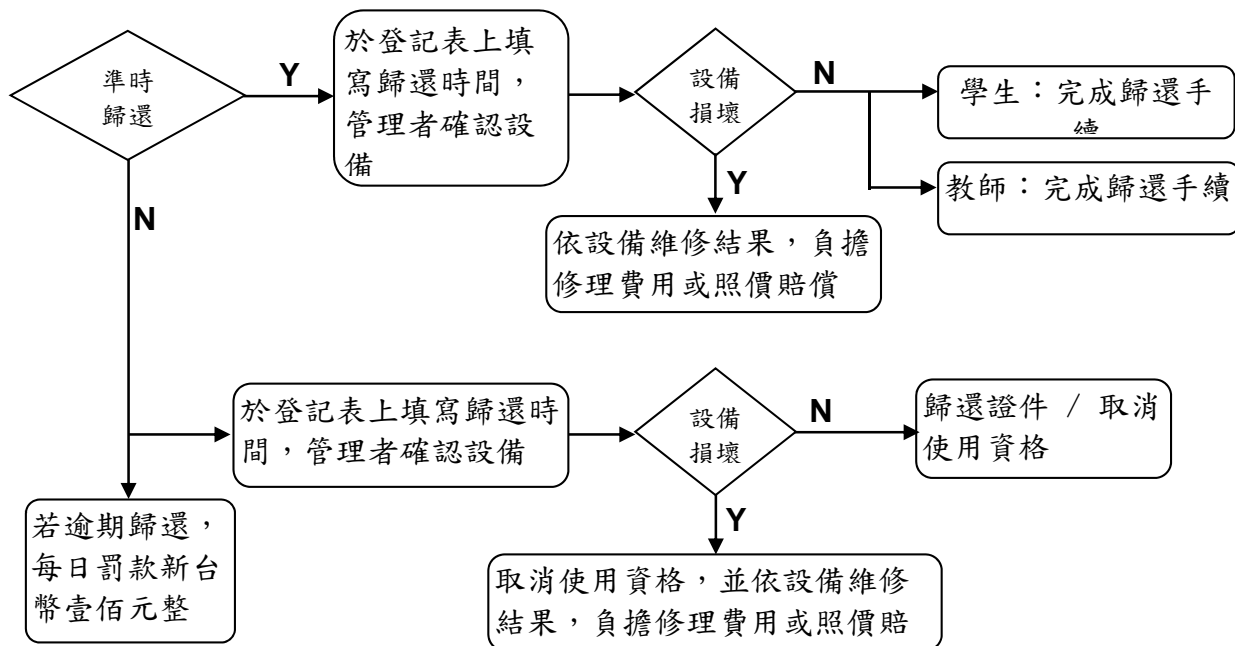 準時
歸還
Y
於登記表上填
寫歸還時間，
管理者確認設
備
設備
損壞
N
學生：完成歸還手
續
教師：完成歸還手續
Y
依設備維修結果，負擔
修理費用或照價賠償
N
於登記表上填寫歸還時
間，管理者確認設備
設備
損壞
N
歸還證件 / 取消
使用資格
Y
取消使用資格，並依設備維修
結果，負擔修理費用或照價賠
若逾期歸還，
每日罰款新台
幣壹佰元整